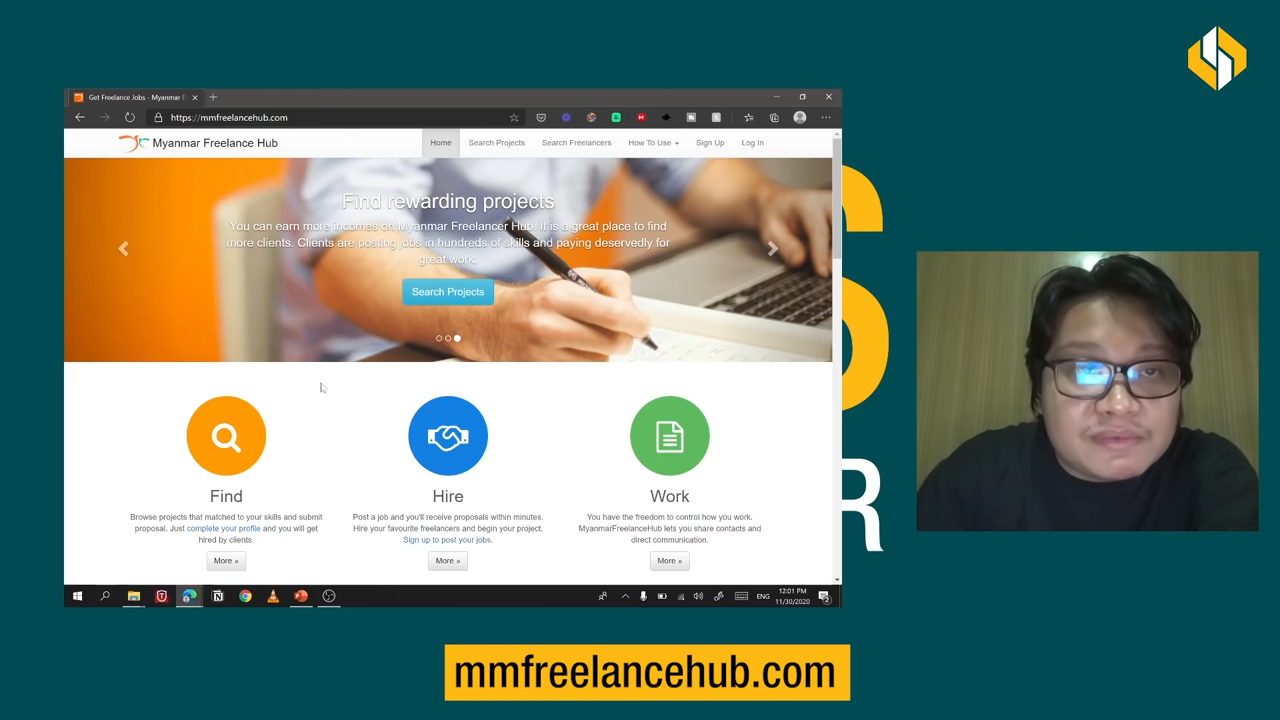 Get Freelance Jobs - Myanmar F
https://mmfreelancehub.com
Myanmar Freelance Hub
Home
Search Projects
Search Freelancers
How To Use
Sign Up
Log In
Find rewarding projects
You can earn more incomes on Myanmar Freelancer Hub. It is a great place to find
more clients. Clients are posting jobs in hundreds of skills and paying deservedly for
great work.
Search Projects
Find
Browse projects that matched to your skills and submit
proposal. Just complete your profile and you will get
hired by clients.
More »
Hire
Post a job and you'll receive proposals within minutes.
Hire your favourite freelancers and begin your project.
Sign up to post your jobs.
More »
Work
You have the freedom to control how you work.
MyanmarFreelanceHub lets you share contacts and
direct communication.
More »
ENG
12:01 PM
11/30/2020
R
mmfreelancehub.com